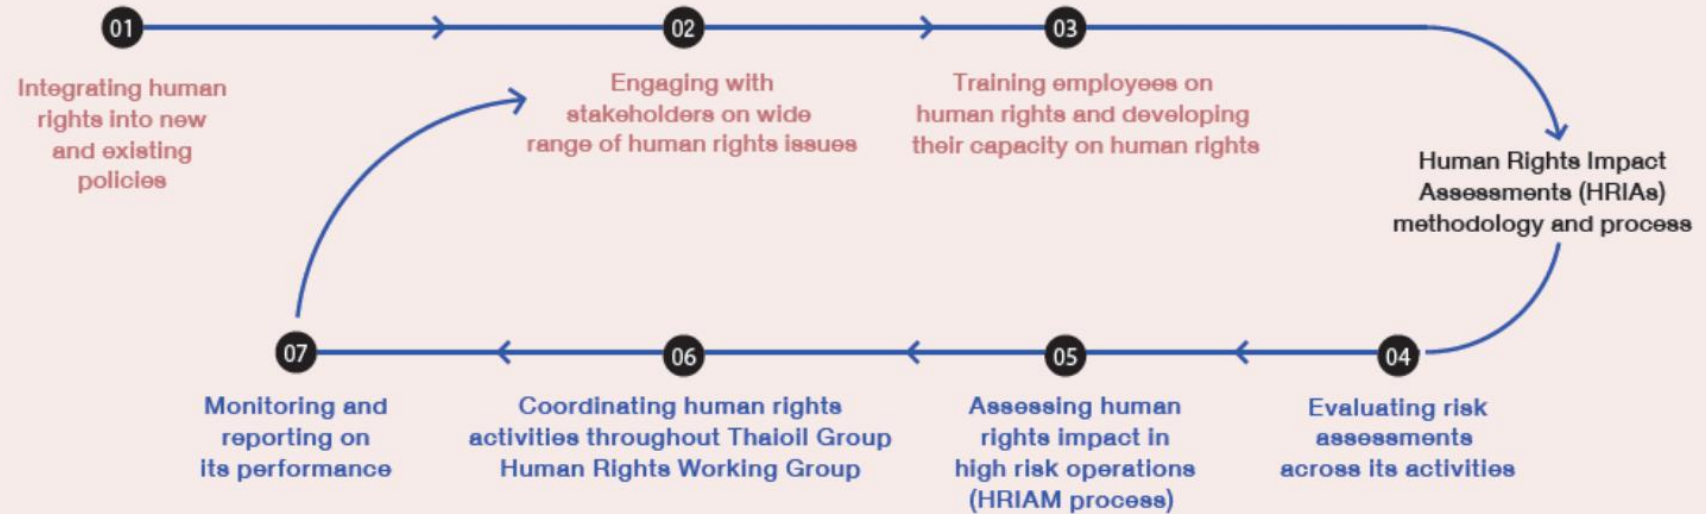 01
Integrating human
rights into new
and existing
policies
02
Engaging with
stakeholders on wide
range of human rights issues
03
Training employees on
human rights and developing
their capacity on human rights
Human Rights Impact
Assessments (HRIAs)
methodology and process
04
Evaluating risk
assessments
across its activities
05
Assessing human
rights impact in
high risk operations
(HRIAM process)
06
Coordinating human rights
activities throughout Thaioil Group
Human Rights Working Group
07
Monitoring and
reporting on
its performance